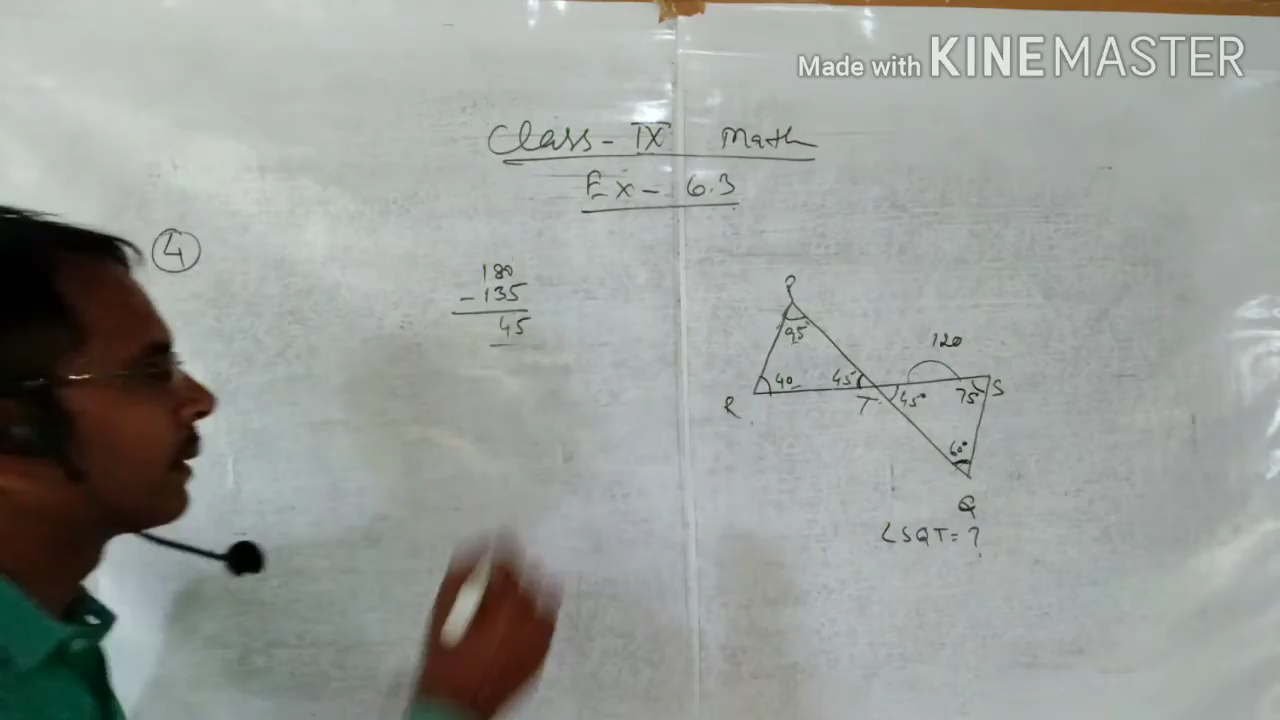 Made with KINEMASTER
Class - IX Math
Ex - 6.3
4
180
- 135
45
P
95°
120
40
45°
R
T
45°
75°
S
60°
Q
∠SQT = ?